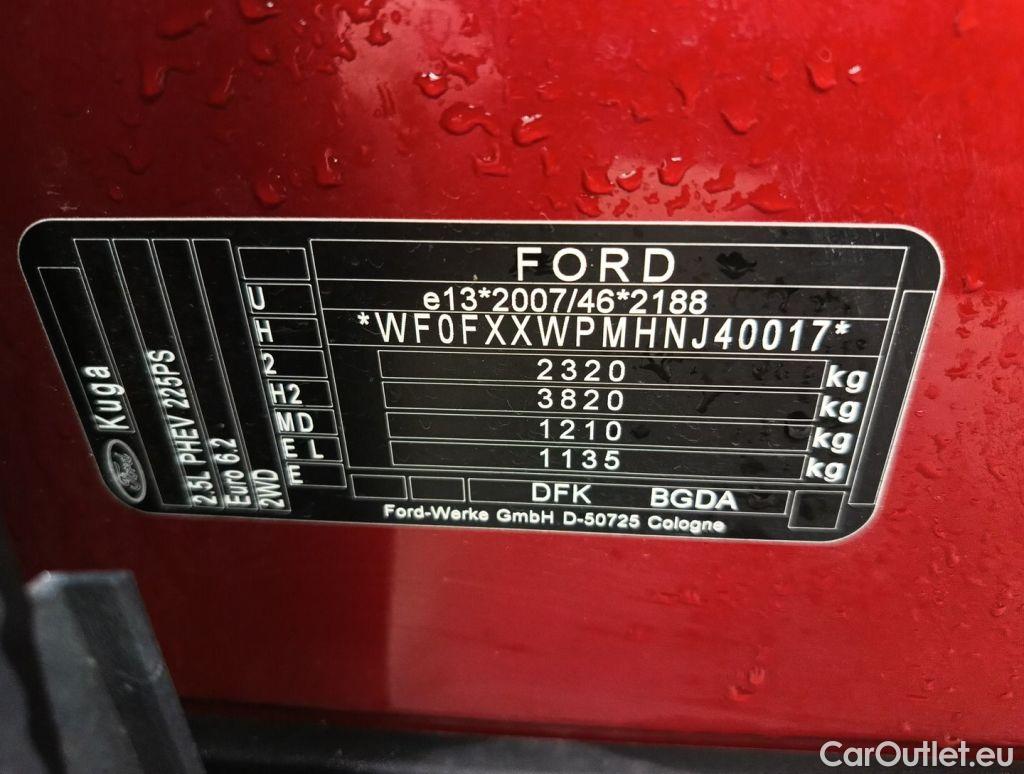 FORD
e13*2007/46*2188
*WF0FXXWPMHNJ40017*
2320 kg
3820 kg
1210 kg
1135 kg
DFK BGDA
Ford-Werke GmbH D-50725 Cologne
U
H
2
H2
MD
E L
E
Ford Kuga
2.5L PHEV 225PS
Euro 6.2
2WD
CarOutlet.eu